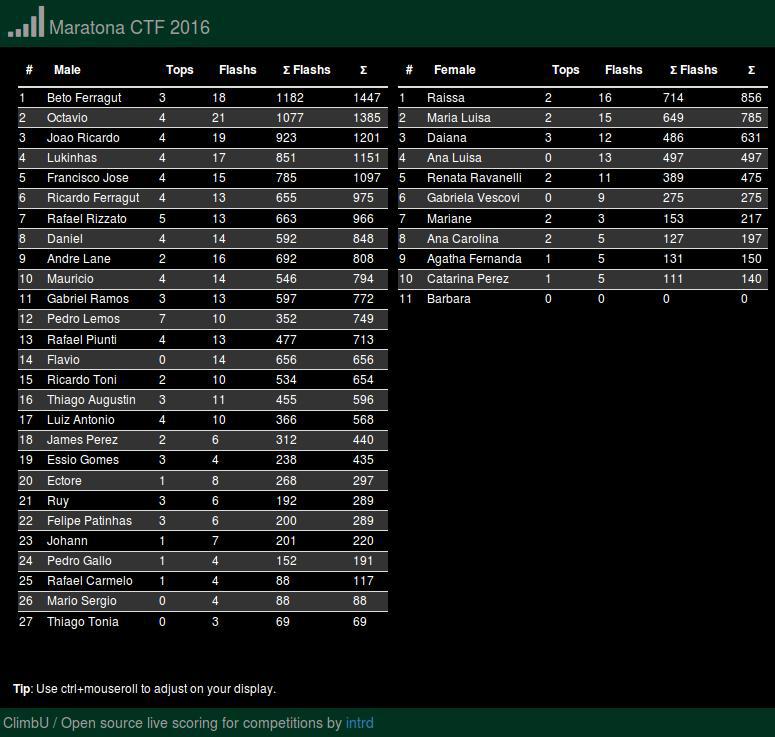 Maratona CTF 2016
# Male Tops Flashs Σ Flashs Σ
1 Beto Ferragut 3 18 1182 1447
2 Octavio 4 21 1077 1385
3 Joao Ricardo 4 19 923 1201
4 Lukinhas 4 17 851 1151
5 Francisco Jose 4 15 785 1097
6 Ricardo Ferragut 4 13 655 975
7 Rafael Rizzato 5 13 663 966
8 Daniel 4 14 592 848
9 Andre Lane 2 16 692 808
10 Mauricio 4 14 546 794
11 Gabriel Ramos 3 13 597 772
12 Pedro Lemos 7 10 352 749
13 Rafael Piunti 4 13 477 713
14 Flavio 0 14 656 656
15 Ricardo Toni 2 10 534 654
16 Thiago Augustin 3 11 455 596
17 Luiz Antonio 4 10 366 568
18 James Perez 2 6 312 440
19 Essio Gomes 3 4 238 435
20 Ectore 1 8 268 297
21 Ruy 3 6 192 289
22 Felipe Patinhas 3 6 200 289
23 Johann 1 7 201 220
24 Pedro Gallo 1 4 152 191
25 Rafael Carmelo 1 4 88 117
26 Mario Sergio 0 4 88 88
27 Thiago Tonia 0 3 69 69
# Female Tops Flashs Σ Flashs Σ
1 Raissa 2 16 714 856
2 Maria Luisa 2 15 649 785
3 Daiana 3 12 486 631
4 Ana Luisa 0 13 497 497
5 Renata Ravanelli 2 11 389 475
6 Gabriela Vescovi 0 9 275 275
7 Mariane 2 3 153 217
8 Ana Carolina 2 5 127 197
9 Agatha Fernanda 1 5 131 150
10 Catarina Perez 1 5 111 140
11 Barbara 0 0 0 0
Tip: Use ctrl+mouseroll to adjust on your display.
ClimbU / Open source live scoring for competitions by intrd